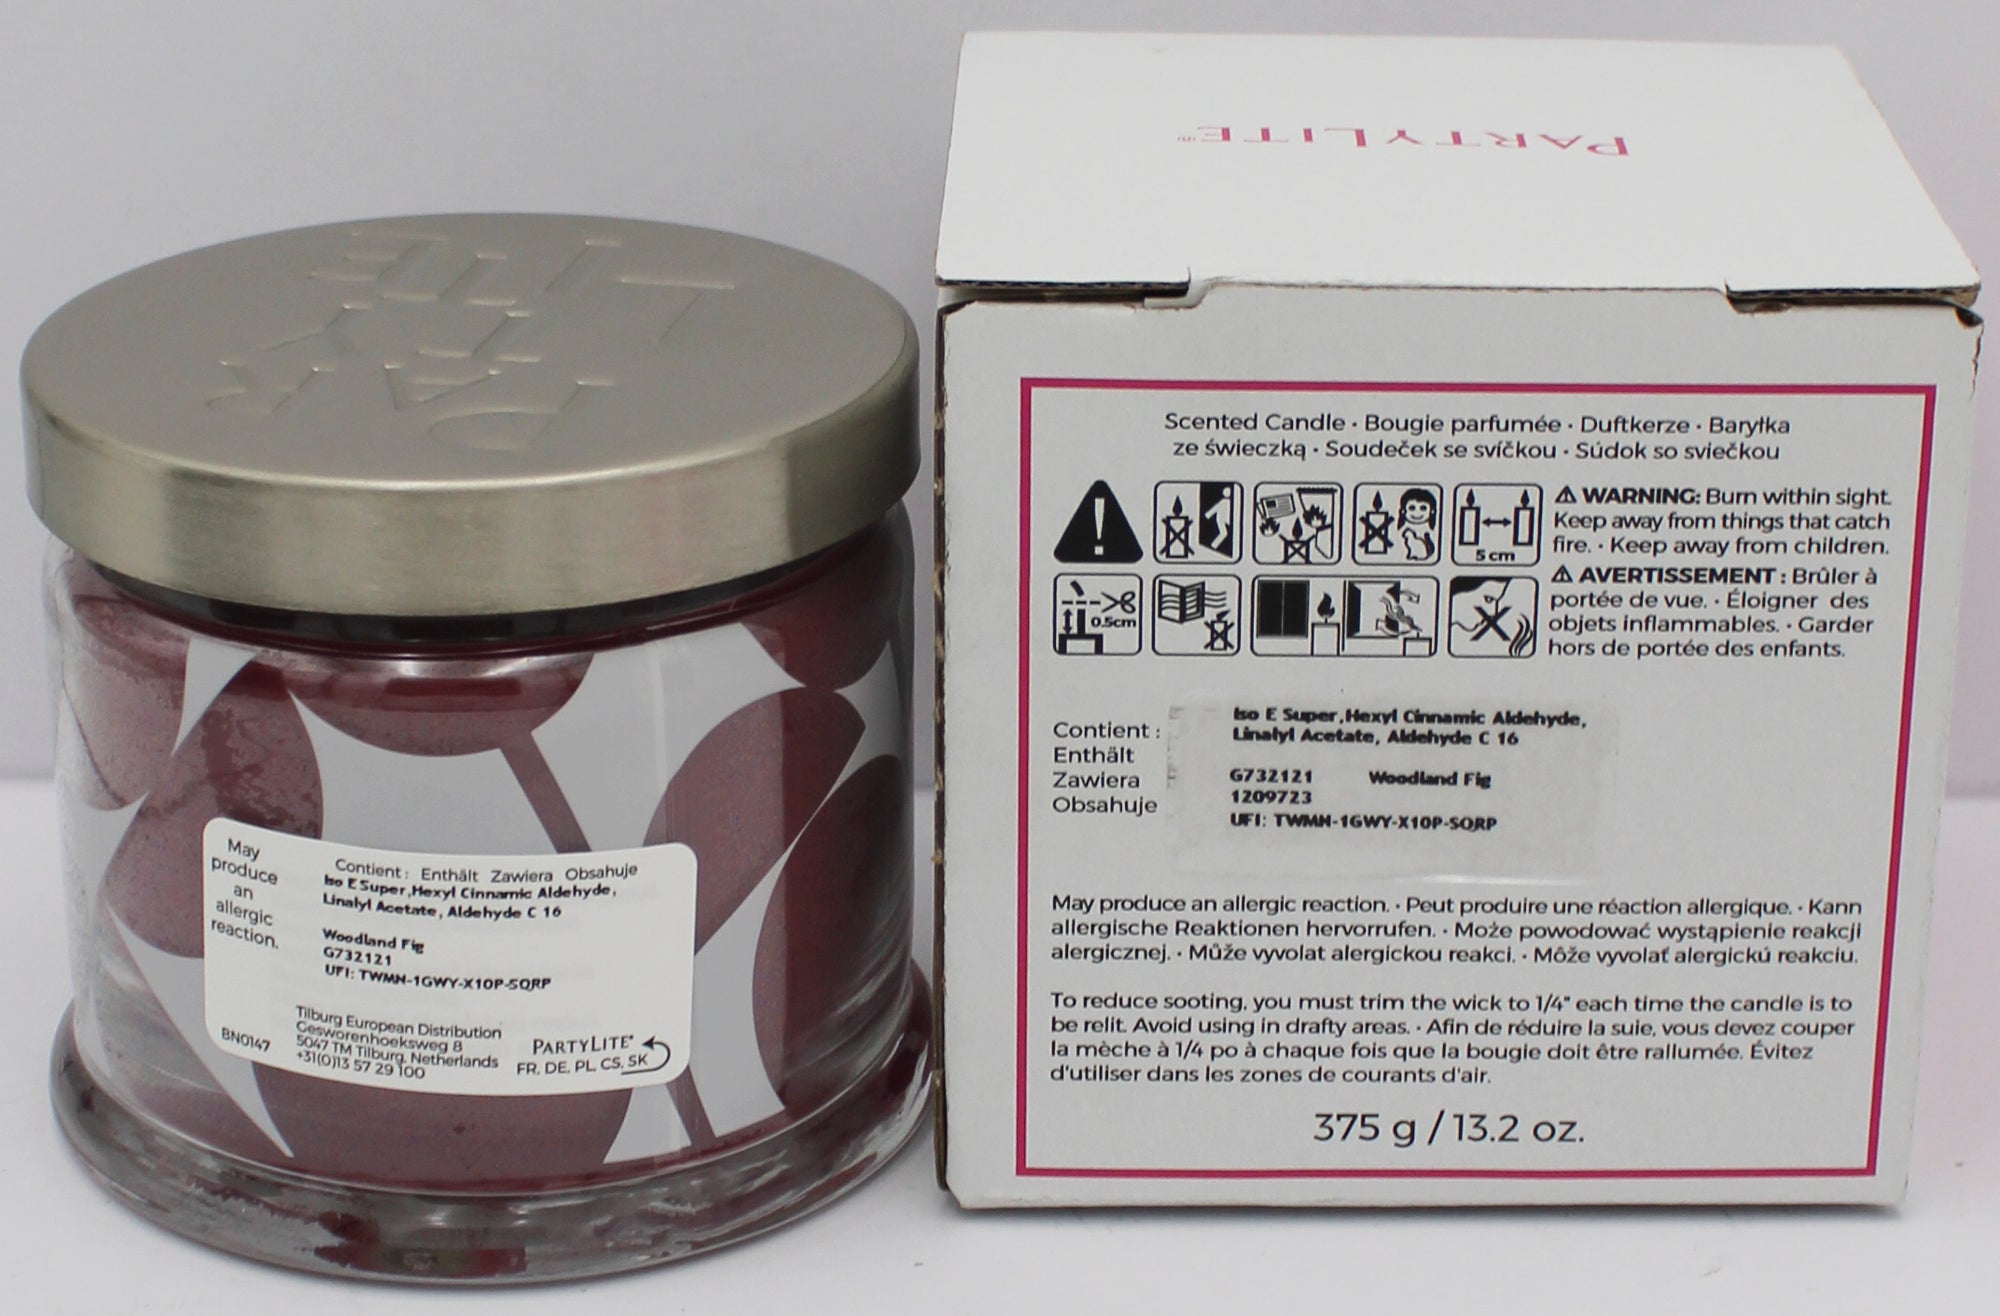 PAR
TY
LITE
May
produce
an
allergic
reaction.
Contient : Enthält Zawiera Obsahuje
Iso E Super ,Hexyl Cinnamic Aldehyde,
Linalyl Acetate, Aldehyde C 16
Woodland Fig
G732121
UFI: TWMN-1GWY-X10P-5QRP
BN0147
Tilburg European Distribution
Gesworenhoeksweg 8
5047 TM Tilburg, Netherlands
+31(0)13 57 29 100
PARTYLITE®
FR, DE, PL, CS, SK
PARTYLITE®
Scented Candle · Bougie parfumée · Duftkerze · Baryłka
ze świeczką · Soudeček se svíčkou · Súdok so sviečkou
5 cm
0.5cm
⚠ WARNING: Burn within sight.
Keep away from things that catch
fire. · Keep away from children.
⚠ AVERTISSEMENT : Brûler à
portée de vue. · Éloigner des
objets inflammables. · Garder
hors de portée des enfants.
Contient :
Enthält
Zawiera
Obsahuje
Iso E Super ,Hexyl Cinnamic Aldehyde,
Linalyl Acetate, Aldehyde C 16
G732121 Woodland Fig
1209723
UFI: TWMN-1GWY-X10P-5QRP
May produce an allergic reaction. · Peut produire une réaction allergique. · Kann
allergische Reaktionen hervorrufen. · Może powodować wystąpienie reakcji
alergicznej. · Může vyvolat alergickou reakci. · Môže vyvolať alergickú reakciu.
To reduce sooting, you must trim the wick to 1/4" each time the candle is to
be relit. Avoid using in drafty areas. · Afin de réduire la suie, vous devez couper
la mèche à 1/4 po à chaque fois que la bougie doit être rallumée. Évitez
d'utiliser dans les zones de courants d'air.
375 g / 13.2 oz.